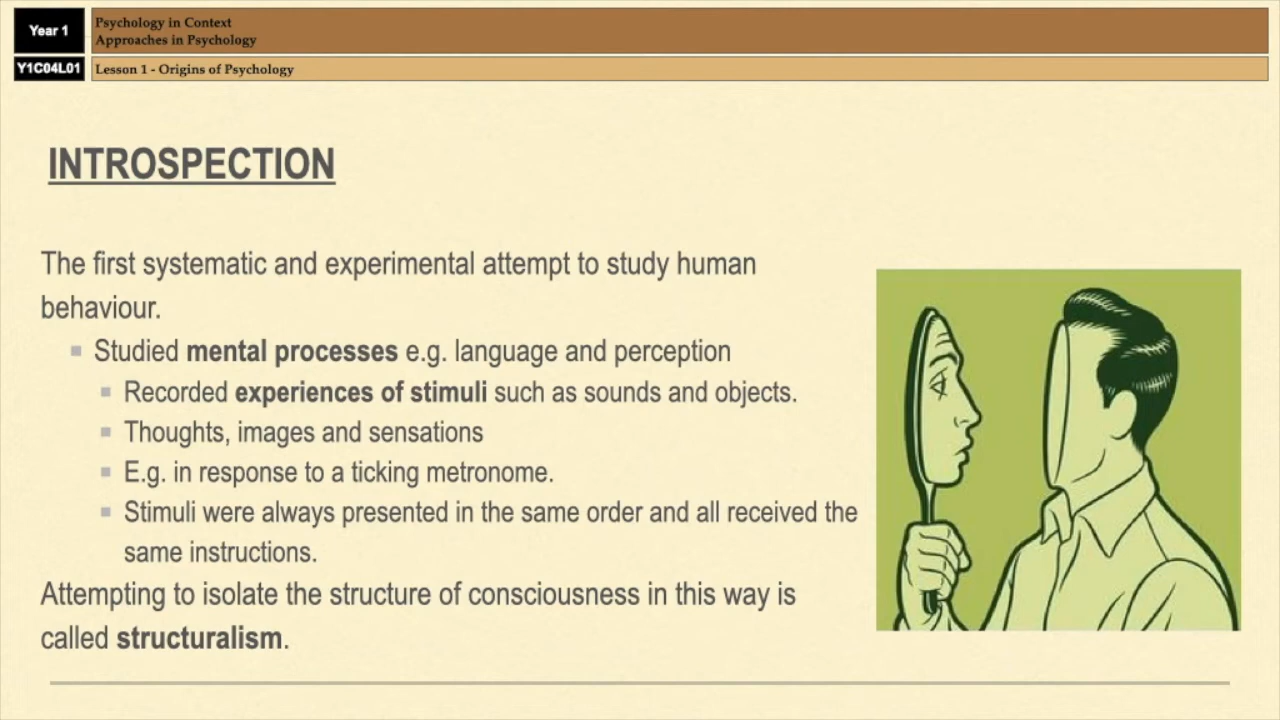 Year 1
Psychology in Context
Approaches in Psychology
Y1C04L01
Lesson 1 - Origins of Psychology
INTROSPECTION
The first systematic and experimental attempt to study human
behaviour.
Studied mental processes e.g. language and perception
Recorded experiences of stimuli such as sounds and objects.
Thoughts, images and sensations
E.g. in response to a ticking metronome.
Stimuli were always presented in the same order and all received the
same instructions.
Attempting to isolate the structure of consciousness in this way is
called structuralism.